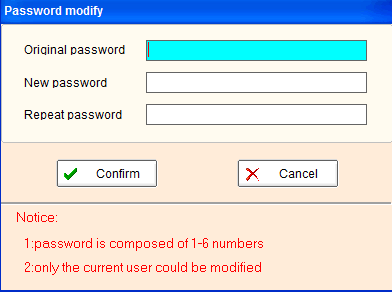 Password modify
Original password
New password
Repeat password
Confirm
Cancel
Notice:
1:password is composed of 1-6 numbers
2:only the current user could be modified